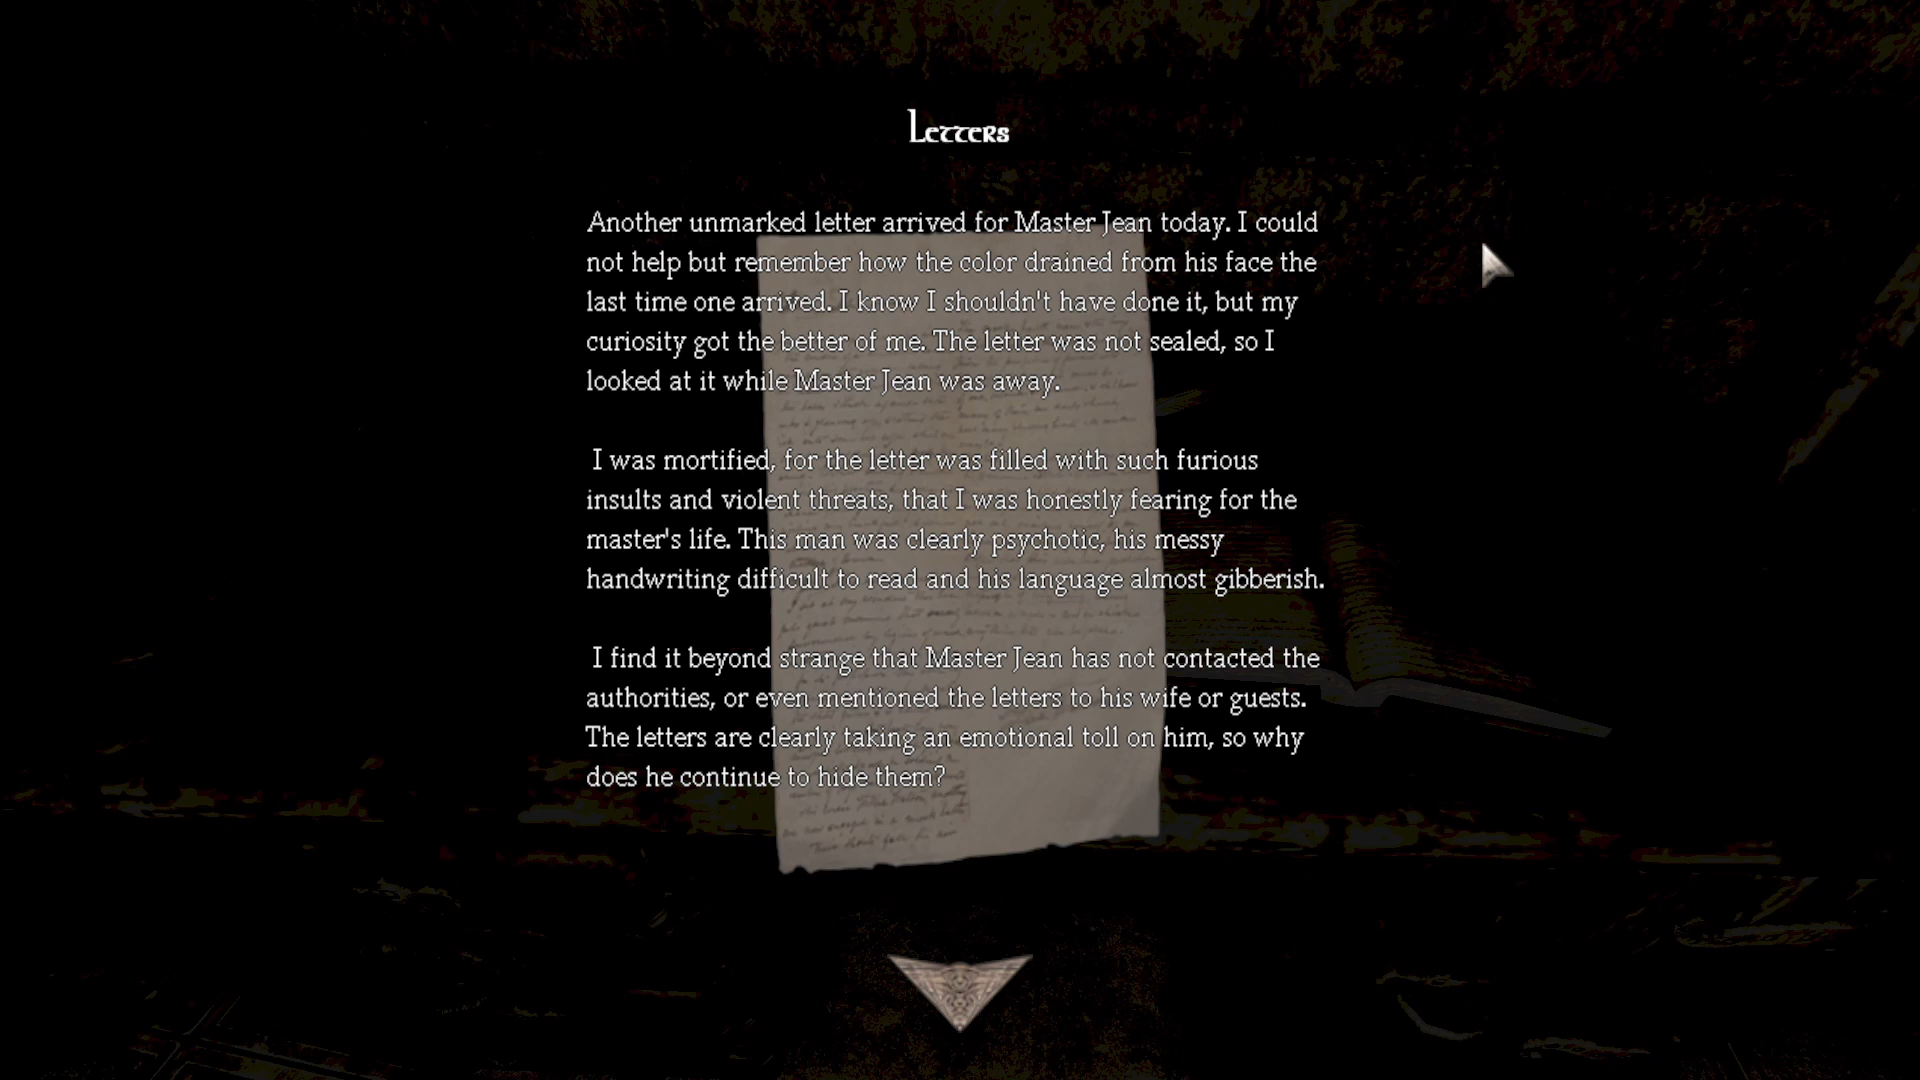 Letters
Another unmarked letter arrived for Master Jean today. I could
not help but remember how the color drained from his face the
last time one arrived. I know I shouldn't have done it, but my
curiosity got the better of me. The letter was not sealed, so I
looked at it while Master Jean was away.
I was mortified, for the letter was filled with such furious
insults and violent threats, that I was honestly fearing for the
master's life. This man was clearly psychotic, his messy
handwriting difficult to read and his language almost gibberish.
I find it beyond strange that Master Jean has not contacted the
authorities, or even mentioned the letters to his wife or guests.
The letters are clearly taking an emotional toll on him, so why
does he continue to hide them?